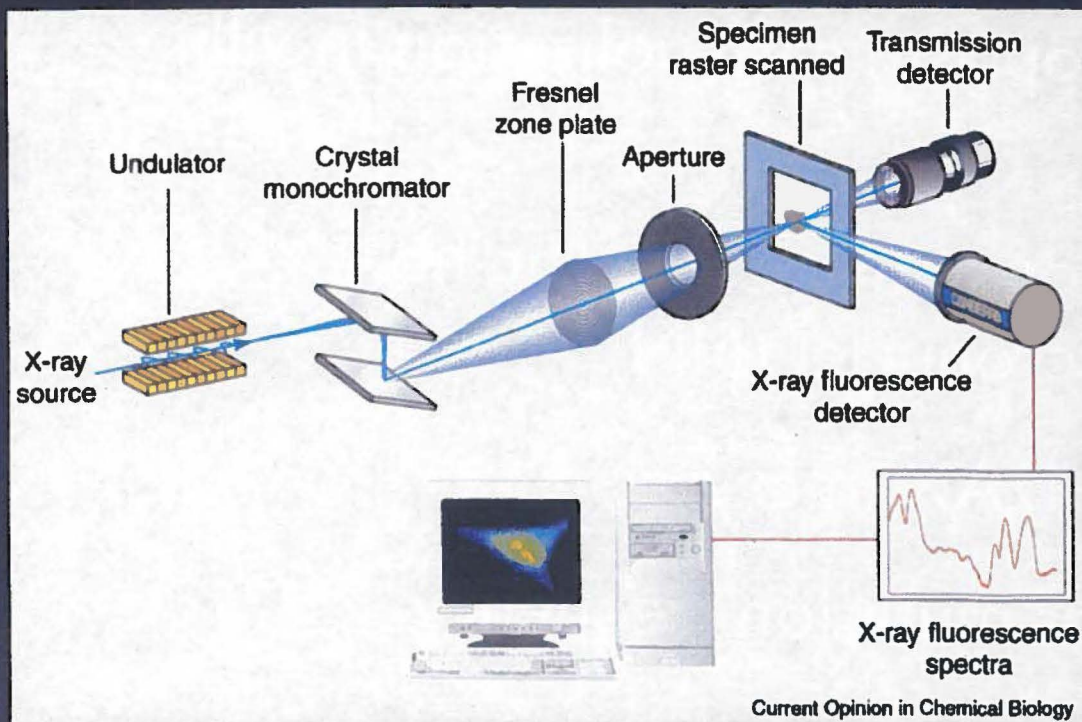 Specimen
raster scanned
Transmission
detector
Fresnel
zone plate
Aperture
Undulator
Crystal
monochromator
X-ray
source
X-ray fluorescence
detector
X-ray fluorescence
spectra
Current Opinion in Chemical Biology